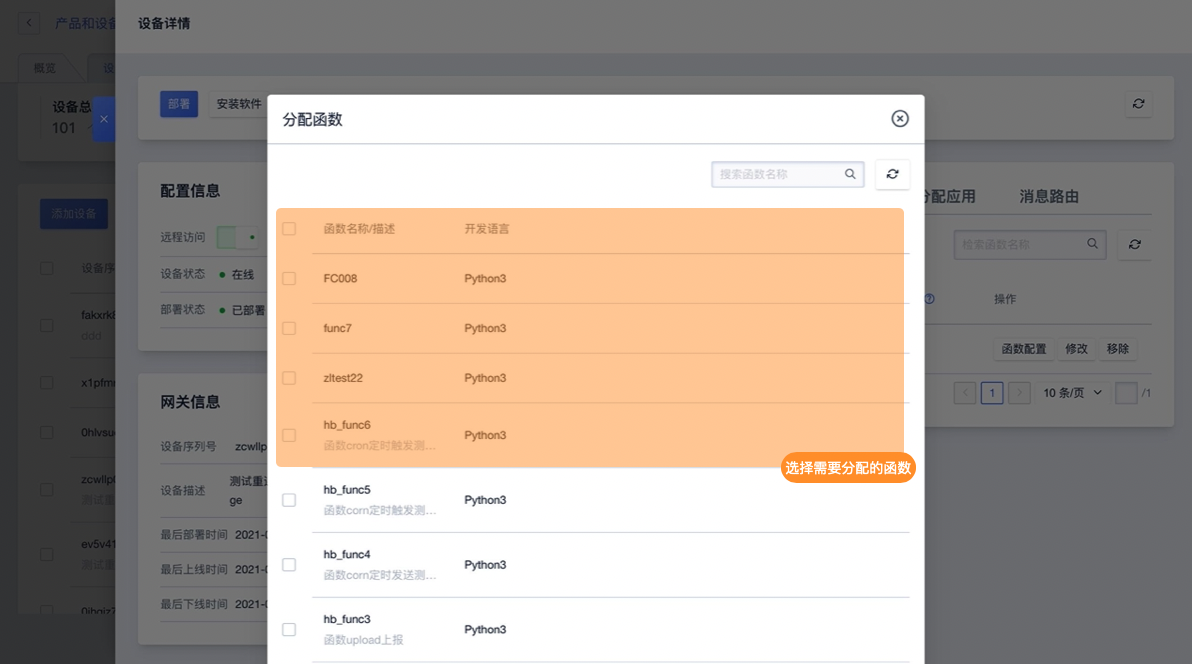 产品和设备
设备详情
概览
设
设备总
101
部署
安装软件
添加设备
设备序
fakxrk8
ddd
x1pfmr
0hlvsu
zcwllp
测试重
ev5v41
测试重
配置信息
远程访问
设备状态
在线
部署状态
已部署
网关信息
设备序列号
zcwllp
设备描述
测试重过
ge
最后部署时间
2021-0
最后上线时间
2021-0
最后下线时间
2021-0
分配函数
搜索函数名称
函数名称/描述
开发语言
FC008
Python3
func7
Python3
zltest22
Python3
hb_func6
函数cron定时触发测...
Python3
选择需要分配的函数
hb_func5
函数corn定时触发测...
Python3
hb_func4
函数corn定时发送测...
Python3
hb_func3
函数upload上报
Python3
分配应用
消息路由
检索函数名称
操作
函数配置
修改
移除
1
10 条/页
/1